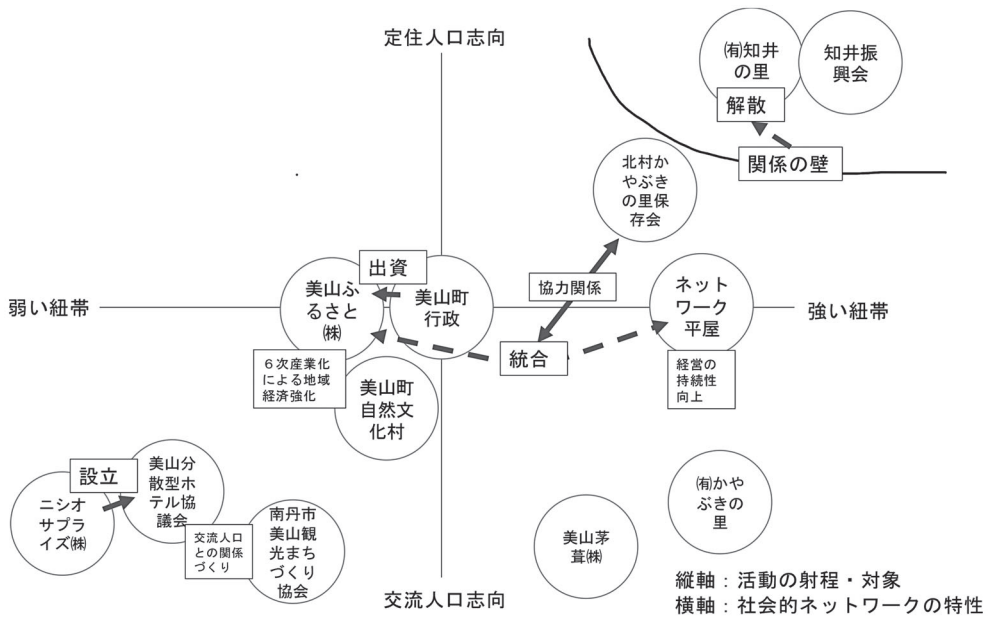 定住人口志向
㈲知井
の里
知井振
興会
解散
関係の壁
北村か
やぶき
の里保
存会
出資
美山ふ
るさと
㈱
美山町
行政
協力関係
ネット
ワーク
平屋
弱い紐帯
強い紐帯
統合
６次産業化
による地域
経済強化
経営の
持続性
向上
美山町
自然文
化村
設立
美山分
散型ホ
テル協
議会
ニシオ
サプラ
イズ㈱
交流人口
との関係
づくり
南丹市
美山観
光まち
づくり
協会
美山茅
葺㈱
㈲かや
ぶきの
里
交流人口志向
縦軸：活動の射程・対象
横軸：社会的ネットワークの特性